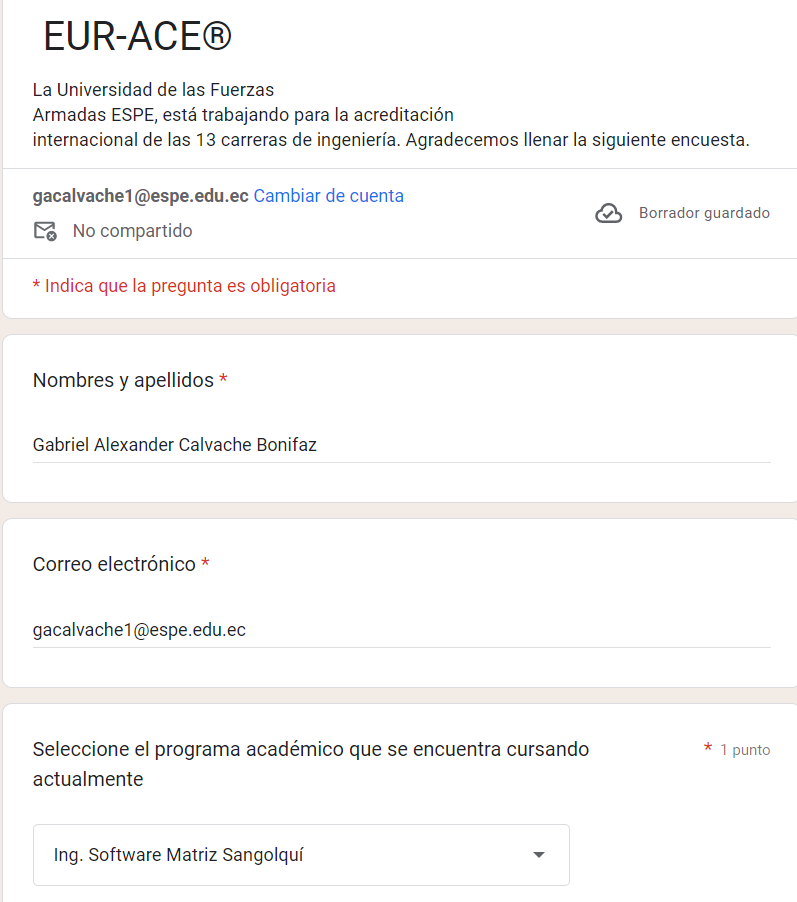 EUR-ACE®
La Universidad de las Fuerzas
Armadas ESPE, está trabajando para la acreditación
internacional de las 13 carreras de ingeniería. Agradecemos llenar la siguiente encuesta.
gacalvache1@espe.edu.ec Cambiar de cuenta
No compartido
Borrador guardado
* Indica que la pregunta es obligatoria
Nombres y apellidos *
Gabriel Alexander Calvache Bonifaz
Correo electrónico *
gacalvache1@espe.edu.ec
Seleccione el programa académico que se encuentra cursando
actualmente
* 1 punto
Ing. Software Matriz Sangolquí